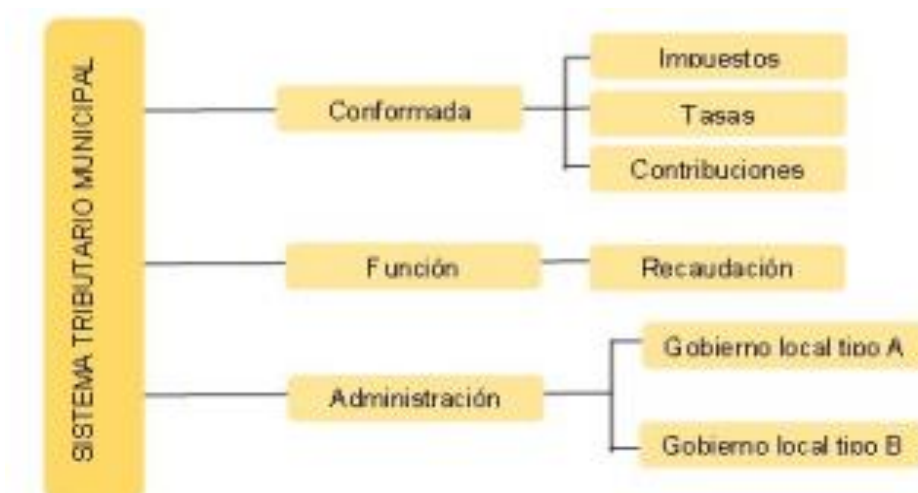 SISTEMA TRIBUTARIO MUNICIPAL
Conformada
Impuestos
Tasas
Contribuciones
Función
Recaudación
Administración
Gobierno local tipo A
Gobierno local tipo B